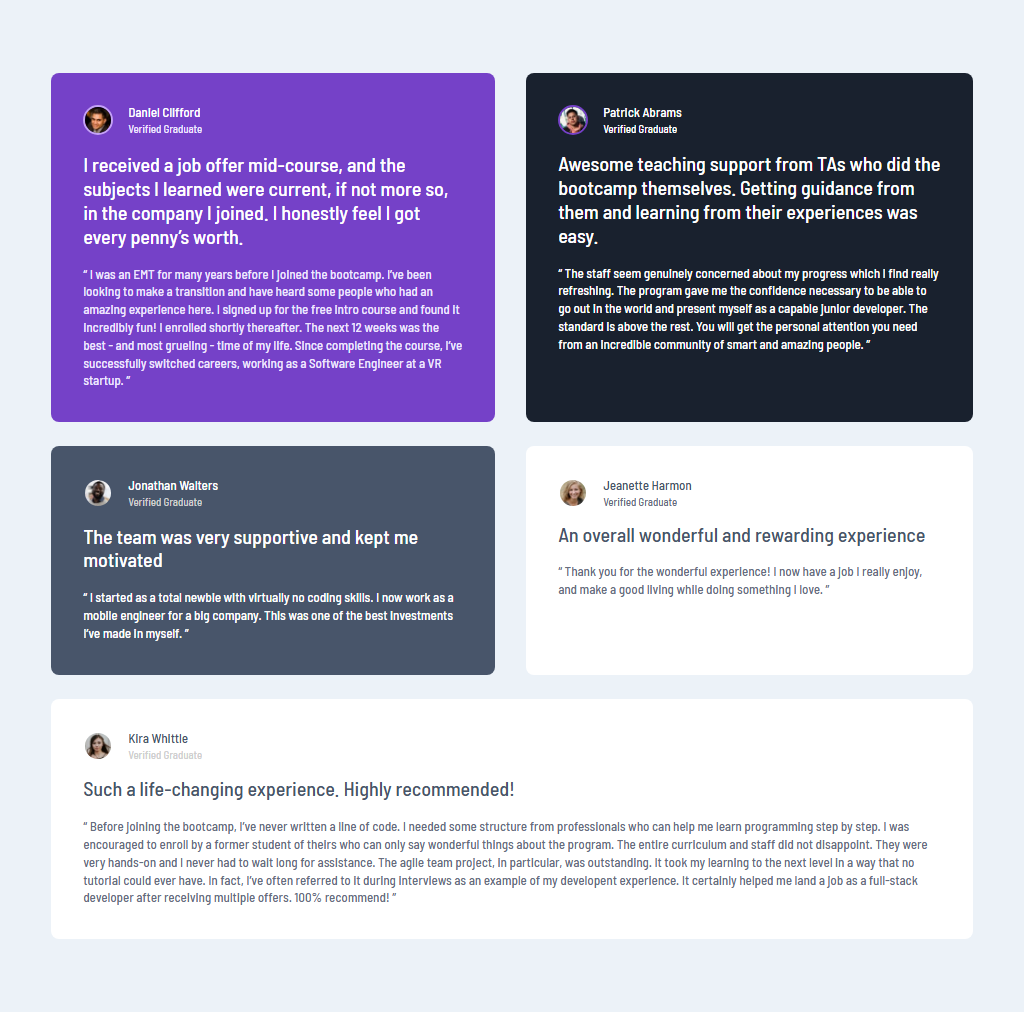 Daniel Clifford
Verified Graduate
I received a job offer mid-course, and the
subjects I learned were current, if not more so,
in the company I joined. I honestly feel I got
every penny’s worth.
“ I was an EMT for many years before I joined the bootcamp. I’ve been
looking to make a transition and have heard some people who had an
amazing experience here. I signed up for the free intro course and found it
incredibly fun! I enrolled shortly thereafter. The next 12 weeks was the
best - and most grueling - time of my life. Since completing the course, I’ve
successfully switched careers, working as a Software Engineer at a VR
startup. ”
Patrick Abrams
Verified Graduate
Awesome teaching support from TAs who did the
bootcamp themselves. Getting guidance from
them and learning from their experiences was
easy.
“ The staff seem genuinely concerned about my progress which I find really
refreshing. The program gave me the confidence necessary to be able to
go out in the world and present myself as a capable junior developer. The
standard is above the rest. You will get the personal attention you need
from an incredible community of smart and amazing people. ”
Jonathan Walters
Verified Graduate
The team was very supportive and kept me
motivated
“ I started as a total newbie with virtually no coding skills. I now work as a
mobile engineer for a big company. This was one of the best investments
I’ve made in myself. ”
Jeanette Harmon
Verified Graduate
An overall wonderful and rewarding experience
“ Thank you for the wonderful experience! I now have a job I really enjoy,
and make a good living while doing something I love. ”
Kira Whittle
Verified Graduate
Such a life-changing experience. Highly recommended!
“ Before joining the bootcamp, I’ve never written a line of code. I needed some structure from professionals who can help me learn programming step by step. I was
encouraged to enroll by a former student of theirs who can only say wonderful things about the program. The entire curriculum and staff did not disappoint. They were
very hands-on and I never had to wait long for assistance. The agile team project, in particular, was outstanding. It took my learning to the next level in a way that no
tutorial could ever have. In fact, I’ve often referred to it during interviews as an example of my developent experience. It certainly helped me land a job as a full-stack
developer after receiving multiple offers. 100% recommend! ”